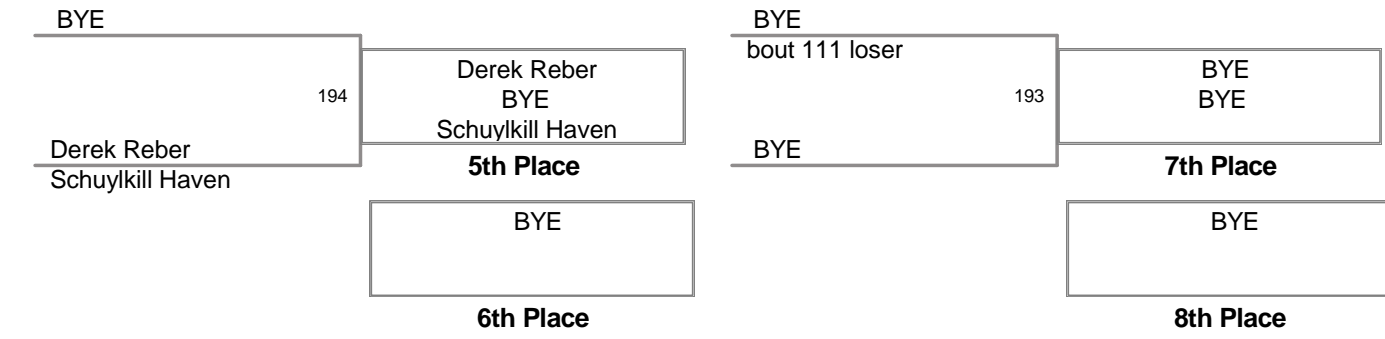 BYE
194
Derek Reber
Schuylkill Haven
Derek Reber
BYE
Schuylkill Haven
5th Place
BYE
6th Place
BYE
bout 111 loser
193
BYE
BYE
BYE
7th Place
BYE
8th Place